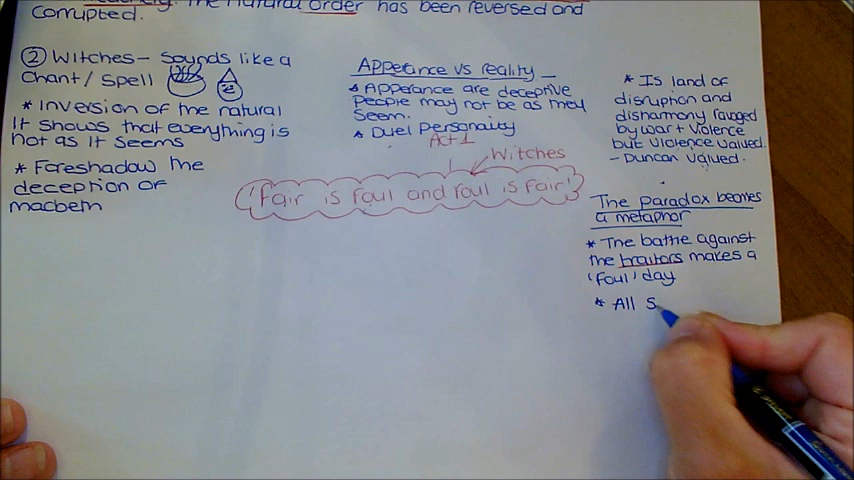 The natural order has been reversed and
corrupted.
② Witches- Sounds like a
Chant/Spell
* Inversion of the natural
It shows that everything is
not as it seems
* Foreshadow the
deception of
macbeth
Apperance vs reality -
* Apperance are deceptive
people may not be as they
seem.
* Duel personality
Act 1
Witches
'Fair is foul and foul is fair'
* Is land of
disruption and
disharmony ravaged
by war + violence
but violence valued.
- Duncan valued.
The paradox becomes
a metaphor
* The battle against
the traitors makes a
'foul' day
* All S